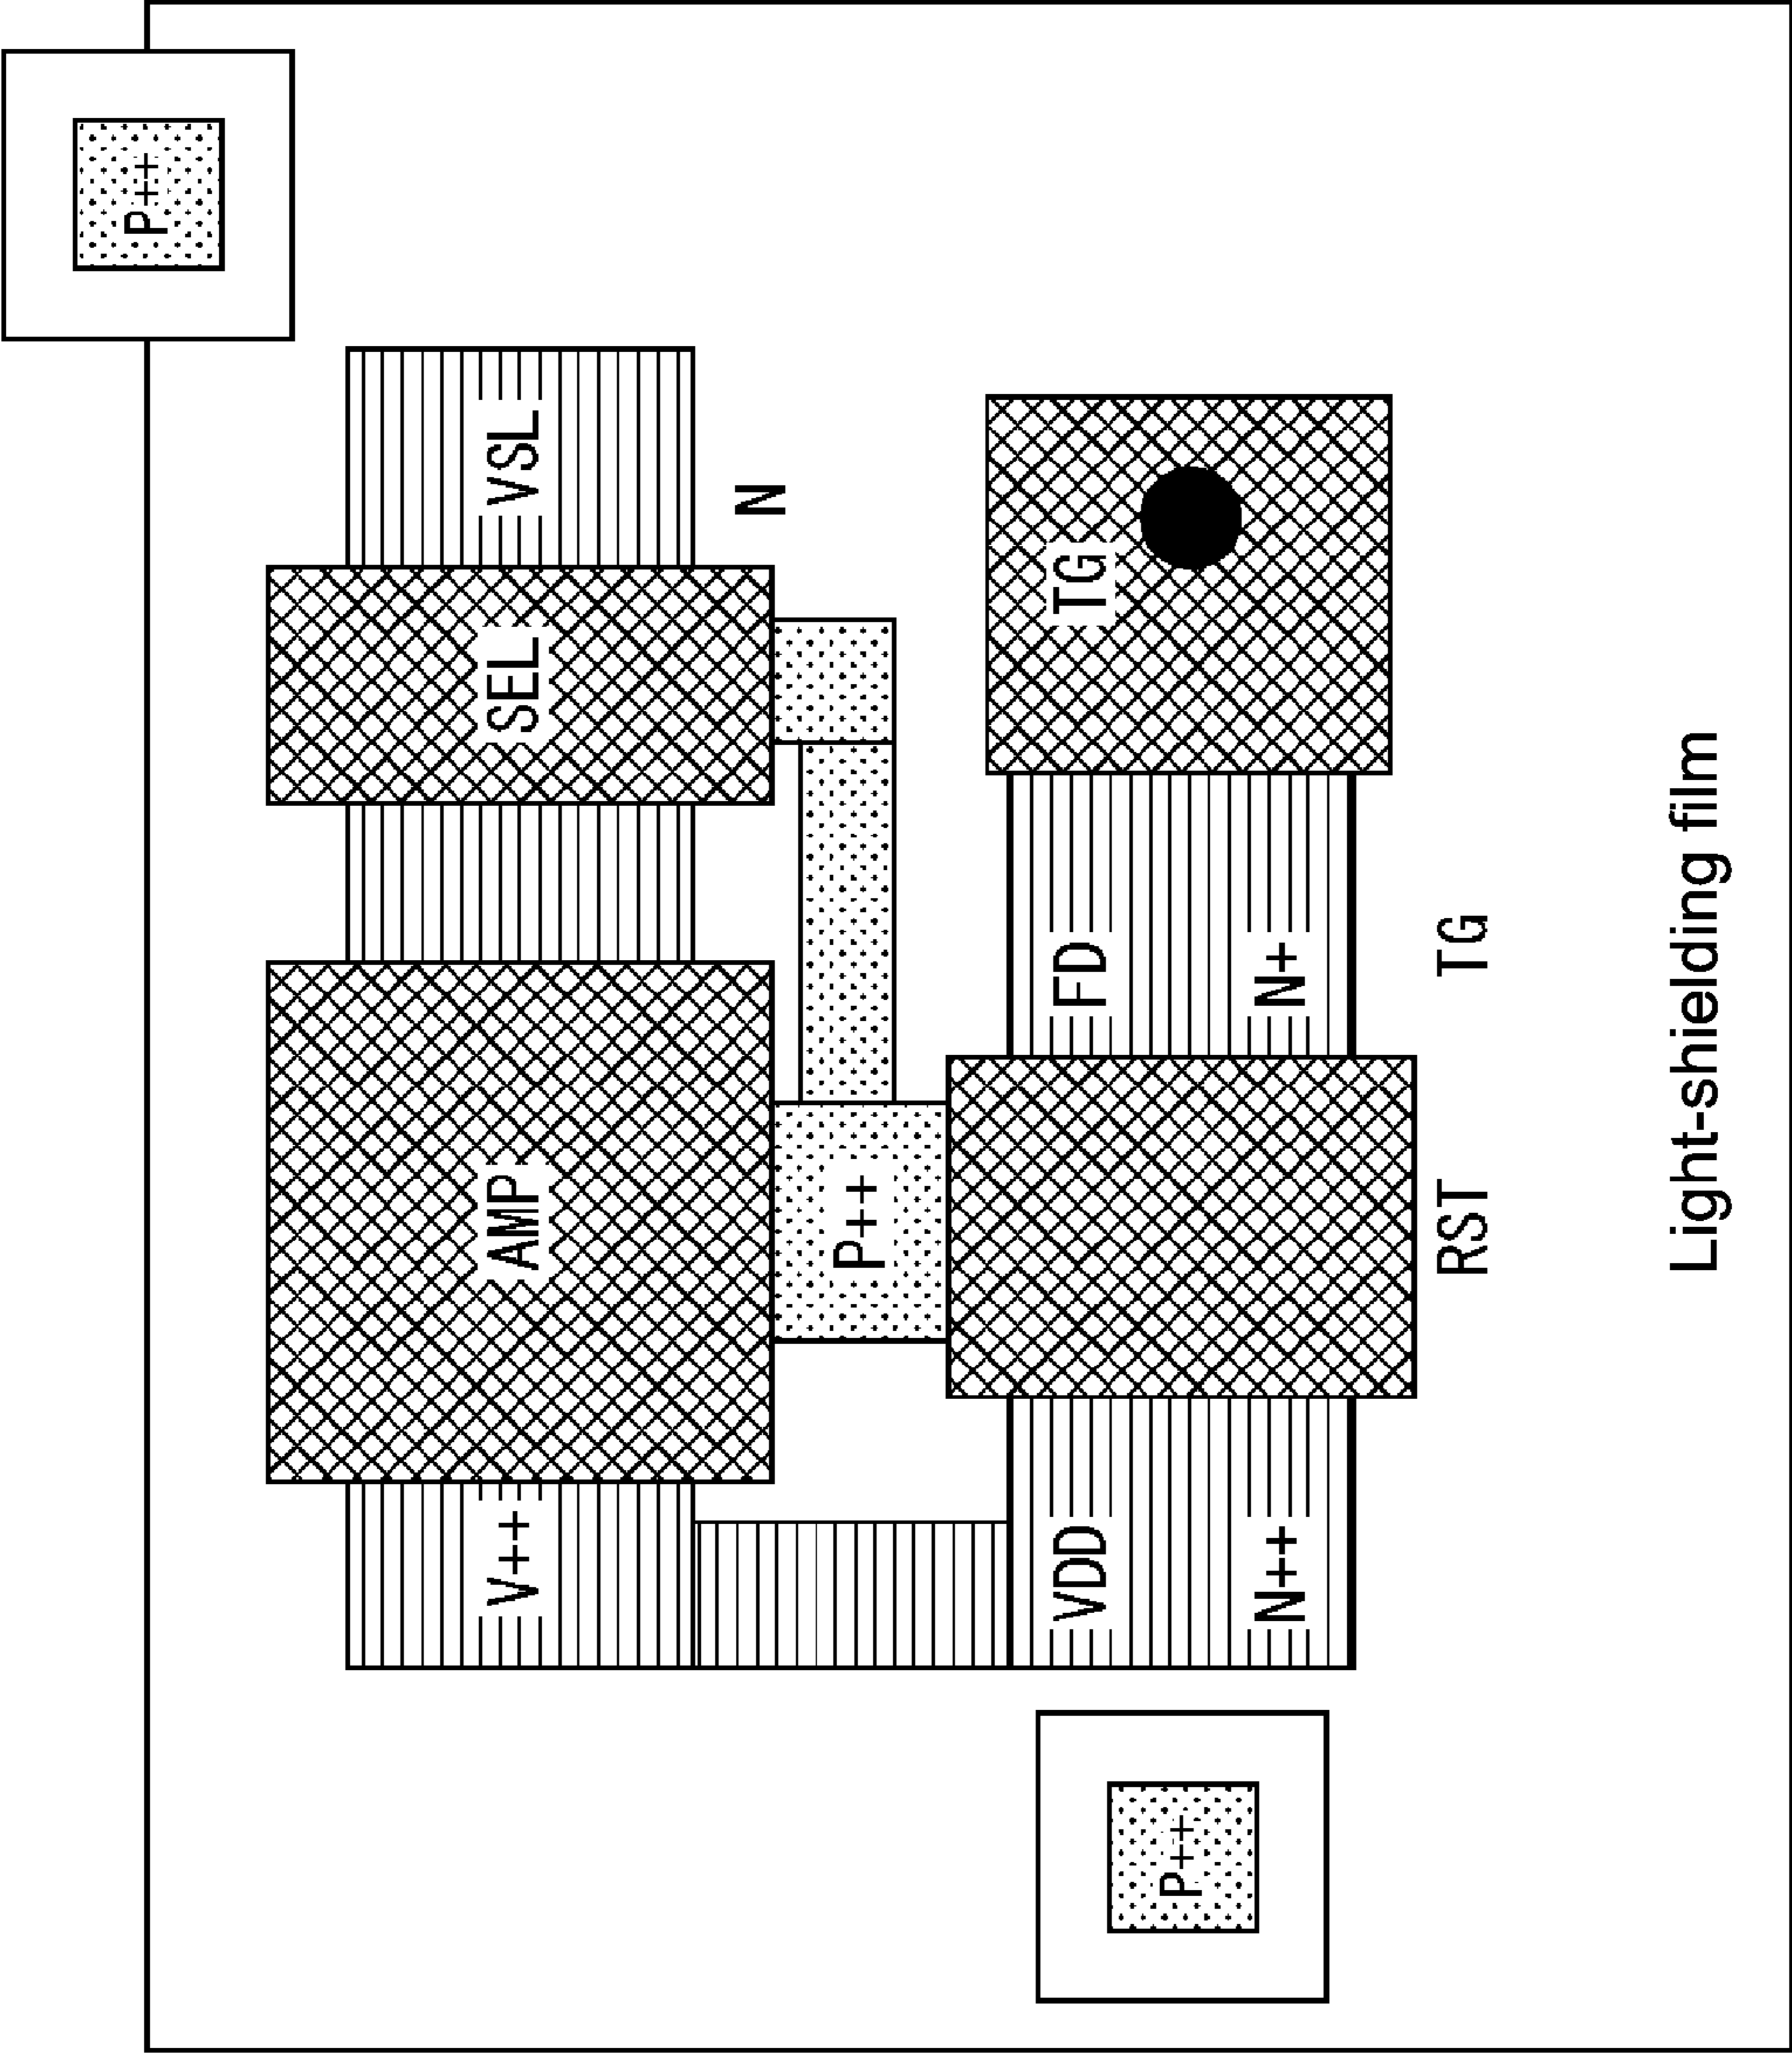 P++
V++ AMP SEL VSL
N
P++
VDD FD TG
P++
N++ N+
RST TG
Light-shielding film